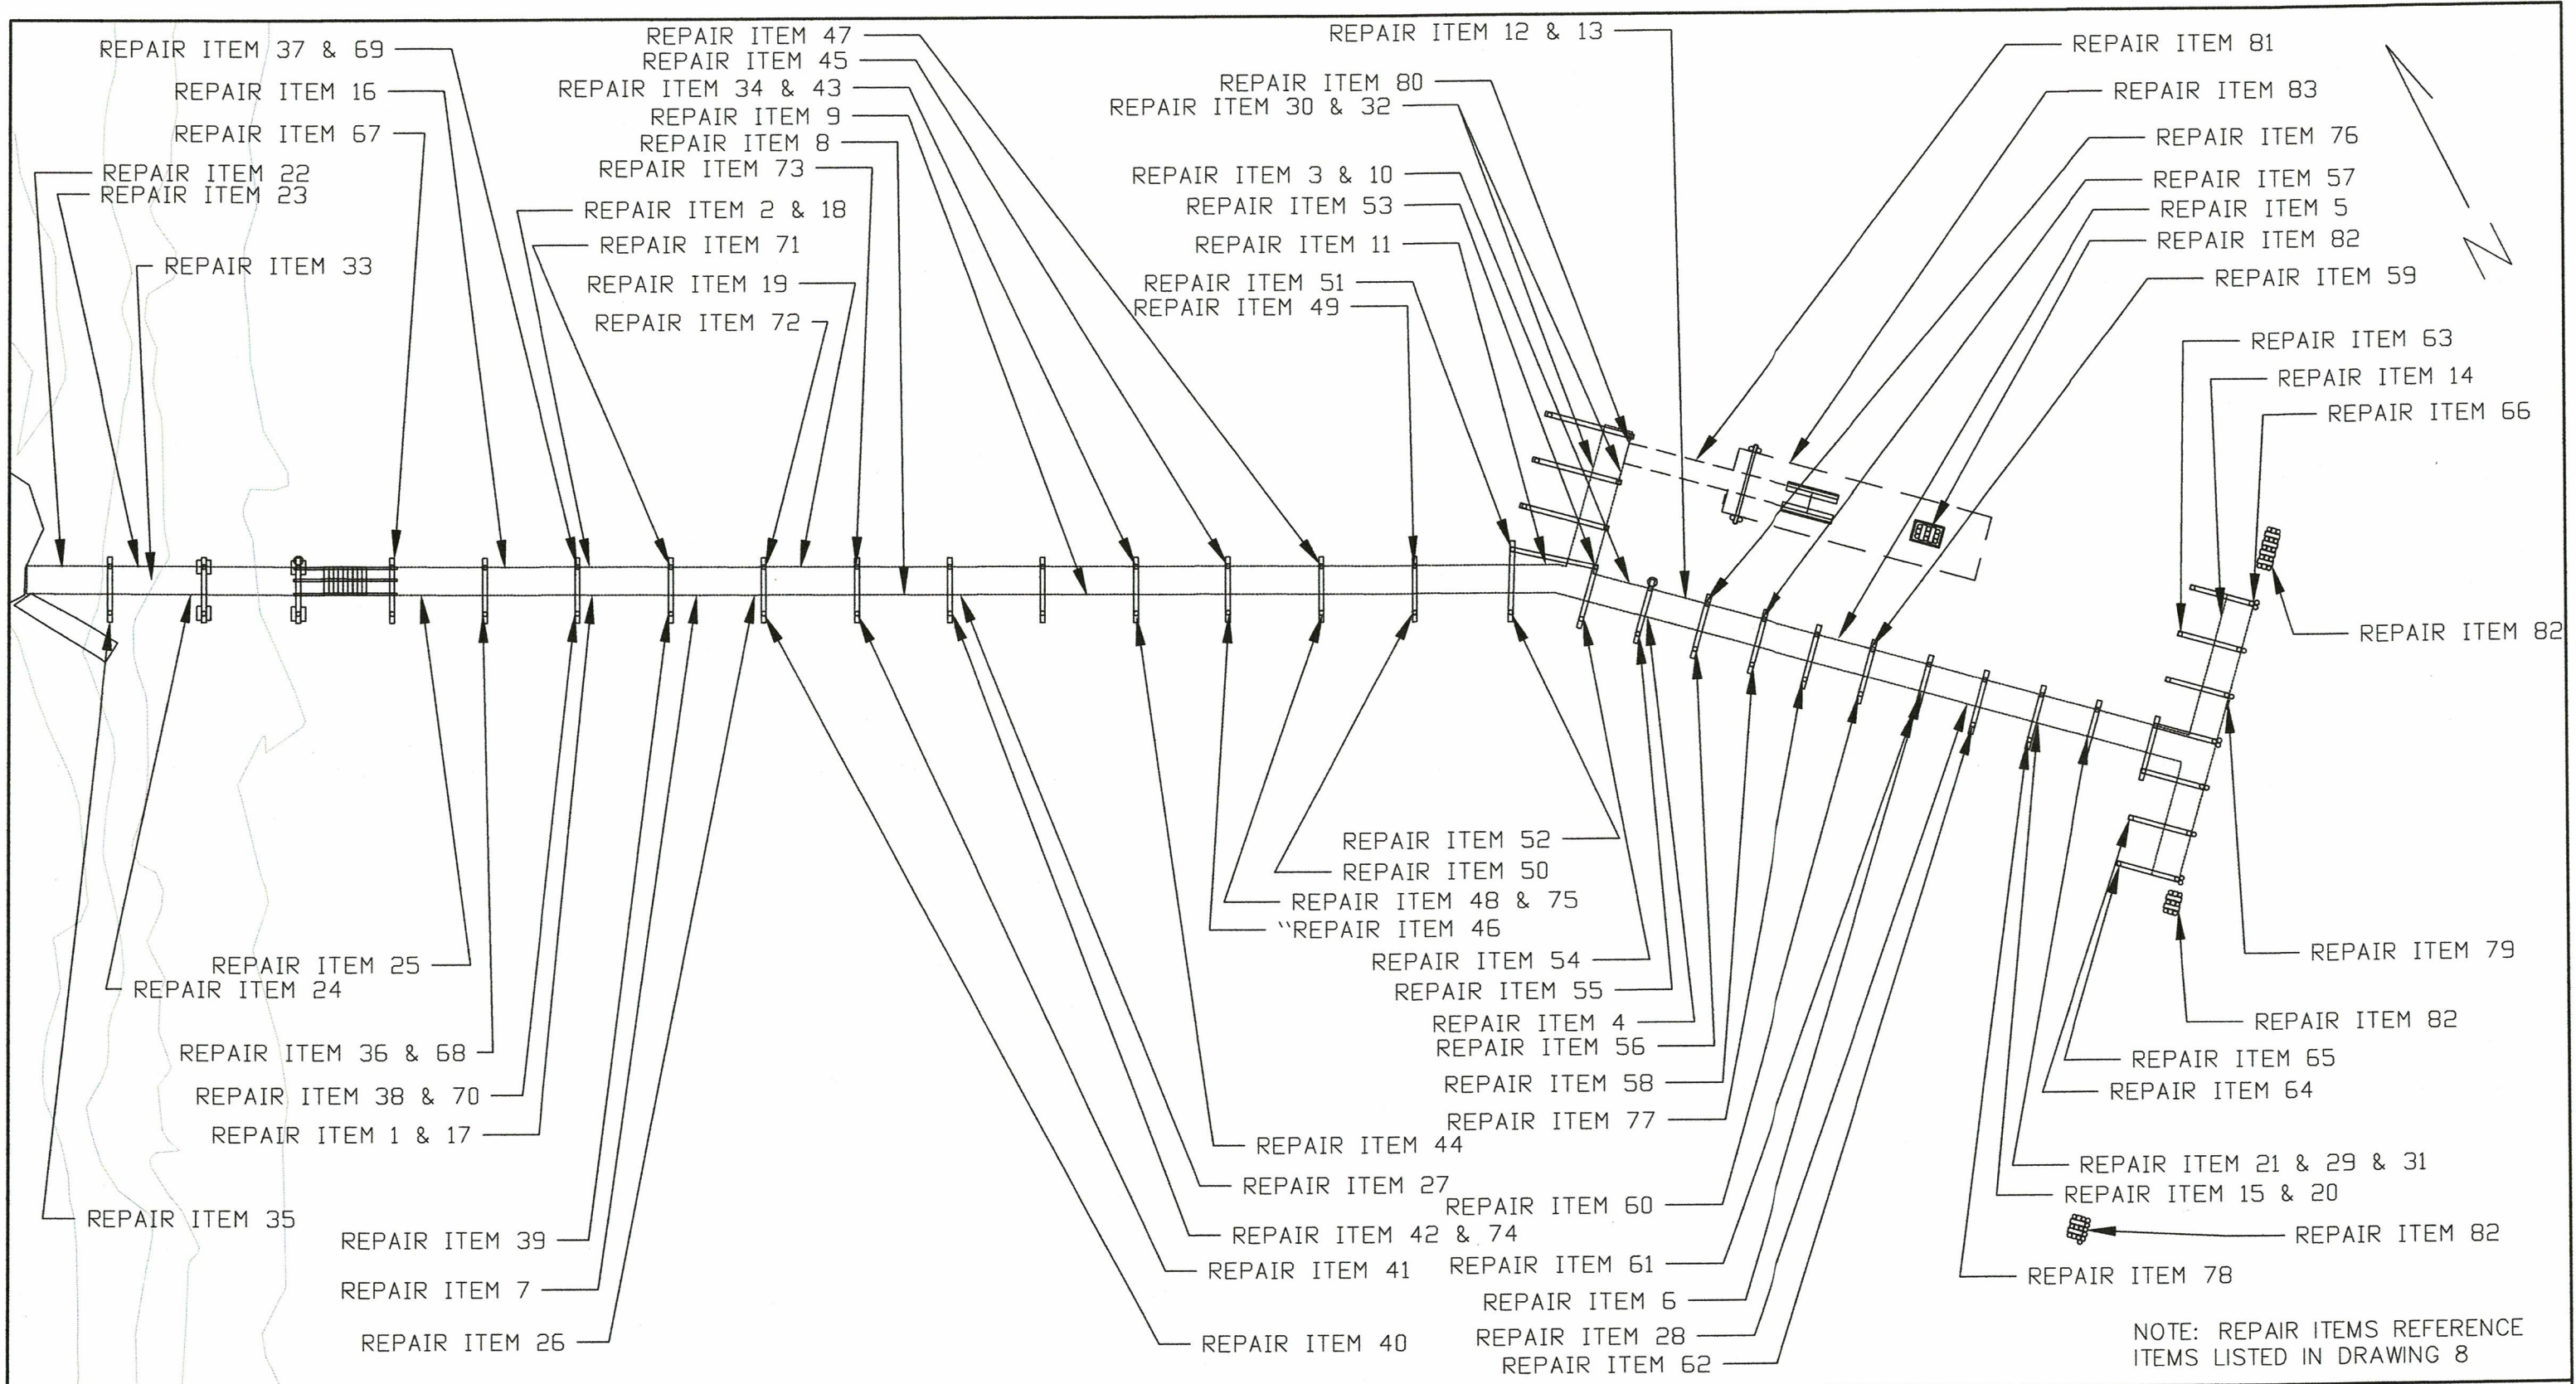 REPAIR ITEM 37 & 69
REPAIR ITEM 16
REPAIR ITEM 67
REPAIR ITEM 22
REPAIR ITEM 23
REPAIR ITEM 33
REPAIR ITEM 47
REPAIR ITEM 45
REPAIR ITEM 34 & 43
REPAIR ITEM 9
REPAIR ITEM 8
REPAIR ITEM 73
REPAIR ITEM 2 & 18
REPAIR ITEM 71
REPAIR ITEM 19
REPAIR ITEM 72
REPAIR ITEM 12 & 13
REPAIR ITEM 80
REPAIR ITEM 30 & 32
REPAIR ITEM 3 & 10
REPAIR ITEM 53
REPAIR ITEM 11
REPAIR ITEM 51
REPAIR ITEM 49
REPAIR ITEM 81
REPAIR ITEM 83
REPAIR ITEM 76
REPAIR ITEM 57
REPAIR ITEM 5
REPAIR ITEM 82
REPAIR ITEM 59
N
REPAIR ITEM 63
REPAIR ITEM 14
REPAIR ITEM 66
REPAIR ITEM 82
REPAIR ITEM 25
REPAIR ITEM 24
REPAIR ITEM 36 & 68
REPAIR ITEM 38 & 70
REPAIR ITEM 1 & 17
REPAIR ITEM 35
REPAIR ITEM 39
REPAIR ITEM 7
REPAIR ITEM 26
REPAIR ITEM 52
REPAIR ITEM 50
REPAIR ITEM 48 & 75
"REPAIR ITEM 46
REPAIR ITEM 54
REPAIR ITEM 55
REPAIR ITEM 4
REPAIR ITEM 56
REPAIR ITEM 58
REPAIR ITEM 77
REPAIR ITEM 44
REPAIR ITEM 27
REPAIR ITEM 60
REPAIR ITEM 42 & 74
REPAIR ITEM 41
REPAIR ITEM 61
REPAIR ITEM 6
REPAIR ITEM 28
REPAIR ITEM 40
REPAIR ITEM 62
REPAIR ITEM 79
REPAIR ITEM 82
REPAIR ITEM 65
REPAIR ITEM 64
REPAIR ITEM 21 & 29 & 31
REPAIR ITEM 15 & 20
REPAIR ITEM 82
REPAIR ITEM 78
NOTE: REPAIR ITEMS REFERENCE
ITEMS LISTED IN DRAWING 8